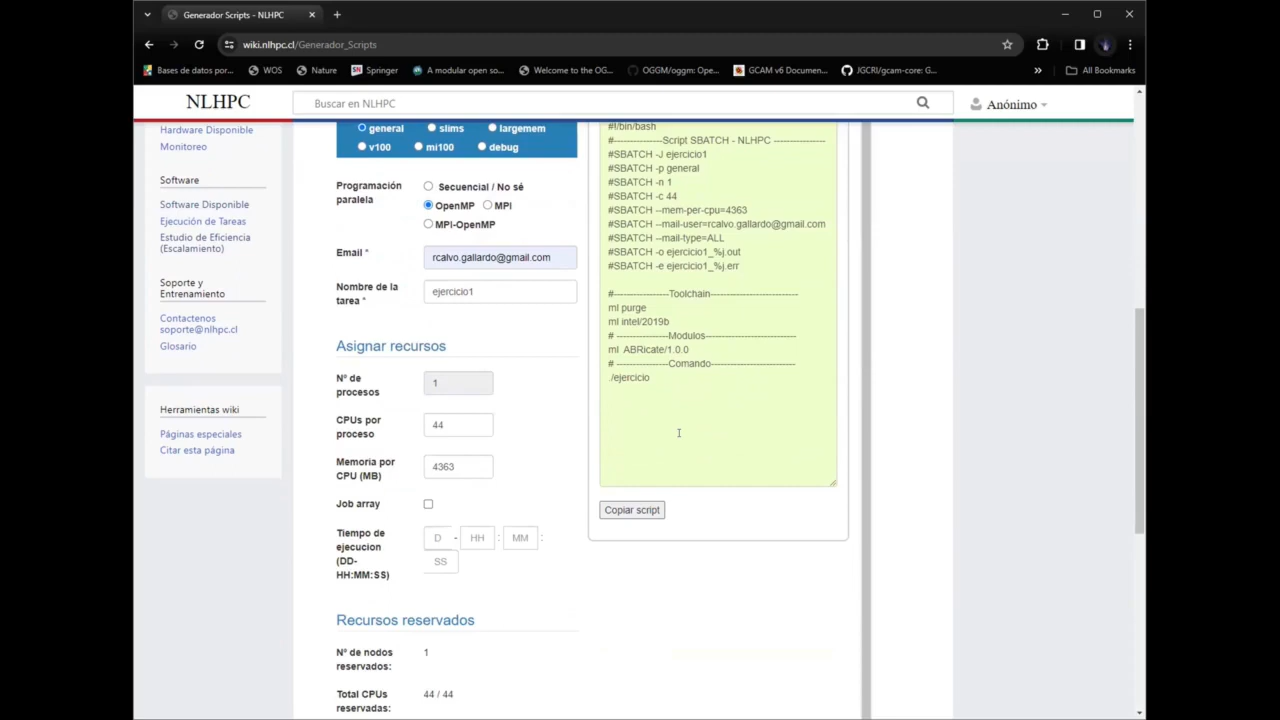 Generador Scripts - NLHPC
wiki.nlhpc.cl/Generador_Scripts
Bases de datos por...
WOS
Nature
Springer
A modular open so...
Welcome to the OG...
OGGM/oggm: Ope...
GCAM v6 Documen...
JGCRI/gcam-core: G...
All Bookmarks
NLHPC
Buscar en NLHPC
Anónimo
Hardware Disponible
Monitoreo
Software
Software Disponible
Ejecución de Tareas
Estudio de Eficiencia
(Escalamiento)
Soporte y
Entrenamiento
Contactenos
soporte@nlhpc.cl
Glosario
Herramientas wiki
Páginas especiales
Citar esta página
general slims largemem
v100 mi100 debug
Programación
paralela
Secuencial / No sé
OpenMP MPI
MPI-OpenMP
Email *
rcalvo.gallardo@gmail.com
Nombre de la
tarea *
ejercicio1
Asignar recursos
Nº de
procesos
1
CPUs por
proceso
44
Memoria por
CPU (MB)
4363
Job array
Tiempo de
ejecucion
(DD-
HH:MM:SS)
D - HH : MM :
SS
Recursos reservados
Nº de nodos
reservados:
1
Total CPUs
reservadas:
44 / 44
#!/bin/bash
#---------------Script SBATCH - NLHPC ----------------
#SBATCH -J ejercicio1
#SBATCH -p general
#SBATCH -n 1
#SBATCH -c 44
#SBATCH --mem-per-cpu=4363
#SBATCH --mail-user=rcalvo.gallardo@gmail.com
#SBATCH --mail-type=ALL
#SBATCH -o ejercicio1_%j.out
#SBATCH -e ejercicio1_%j.err
#-----------------Toolchain---------------------------
ml purge
ml intel/2019b
# ----------------Modulos----------------------------
ml ABRicate/1.0.0
# ----------------Comando--------------------------
./ejercicio
Copiar script